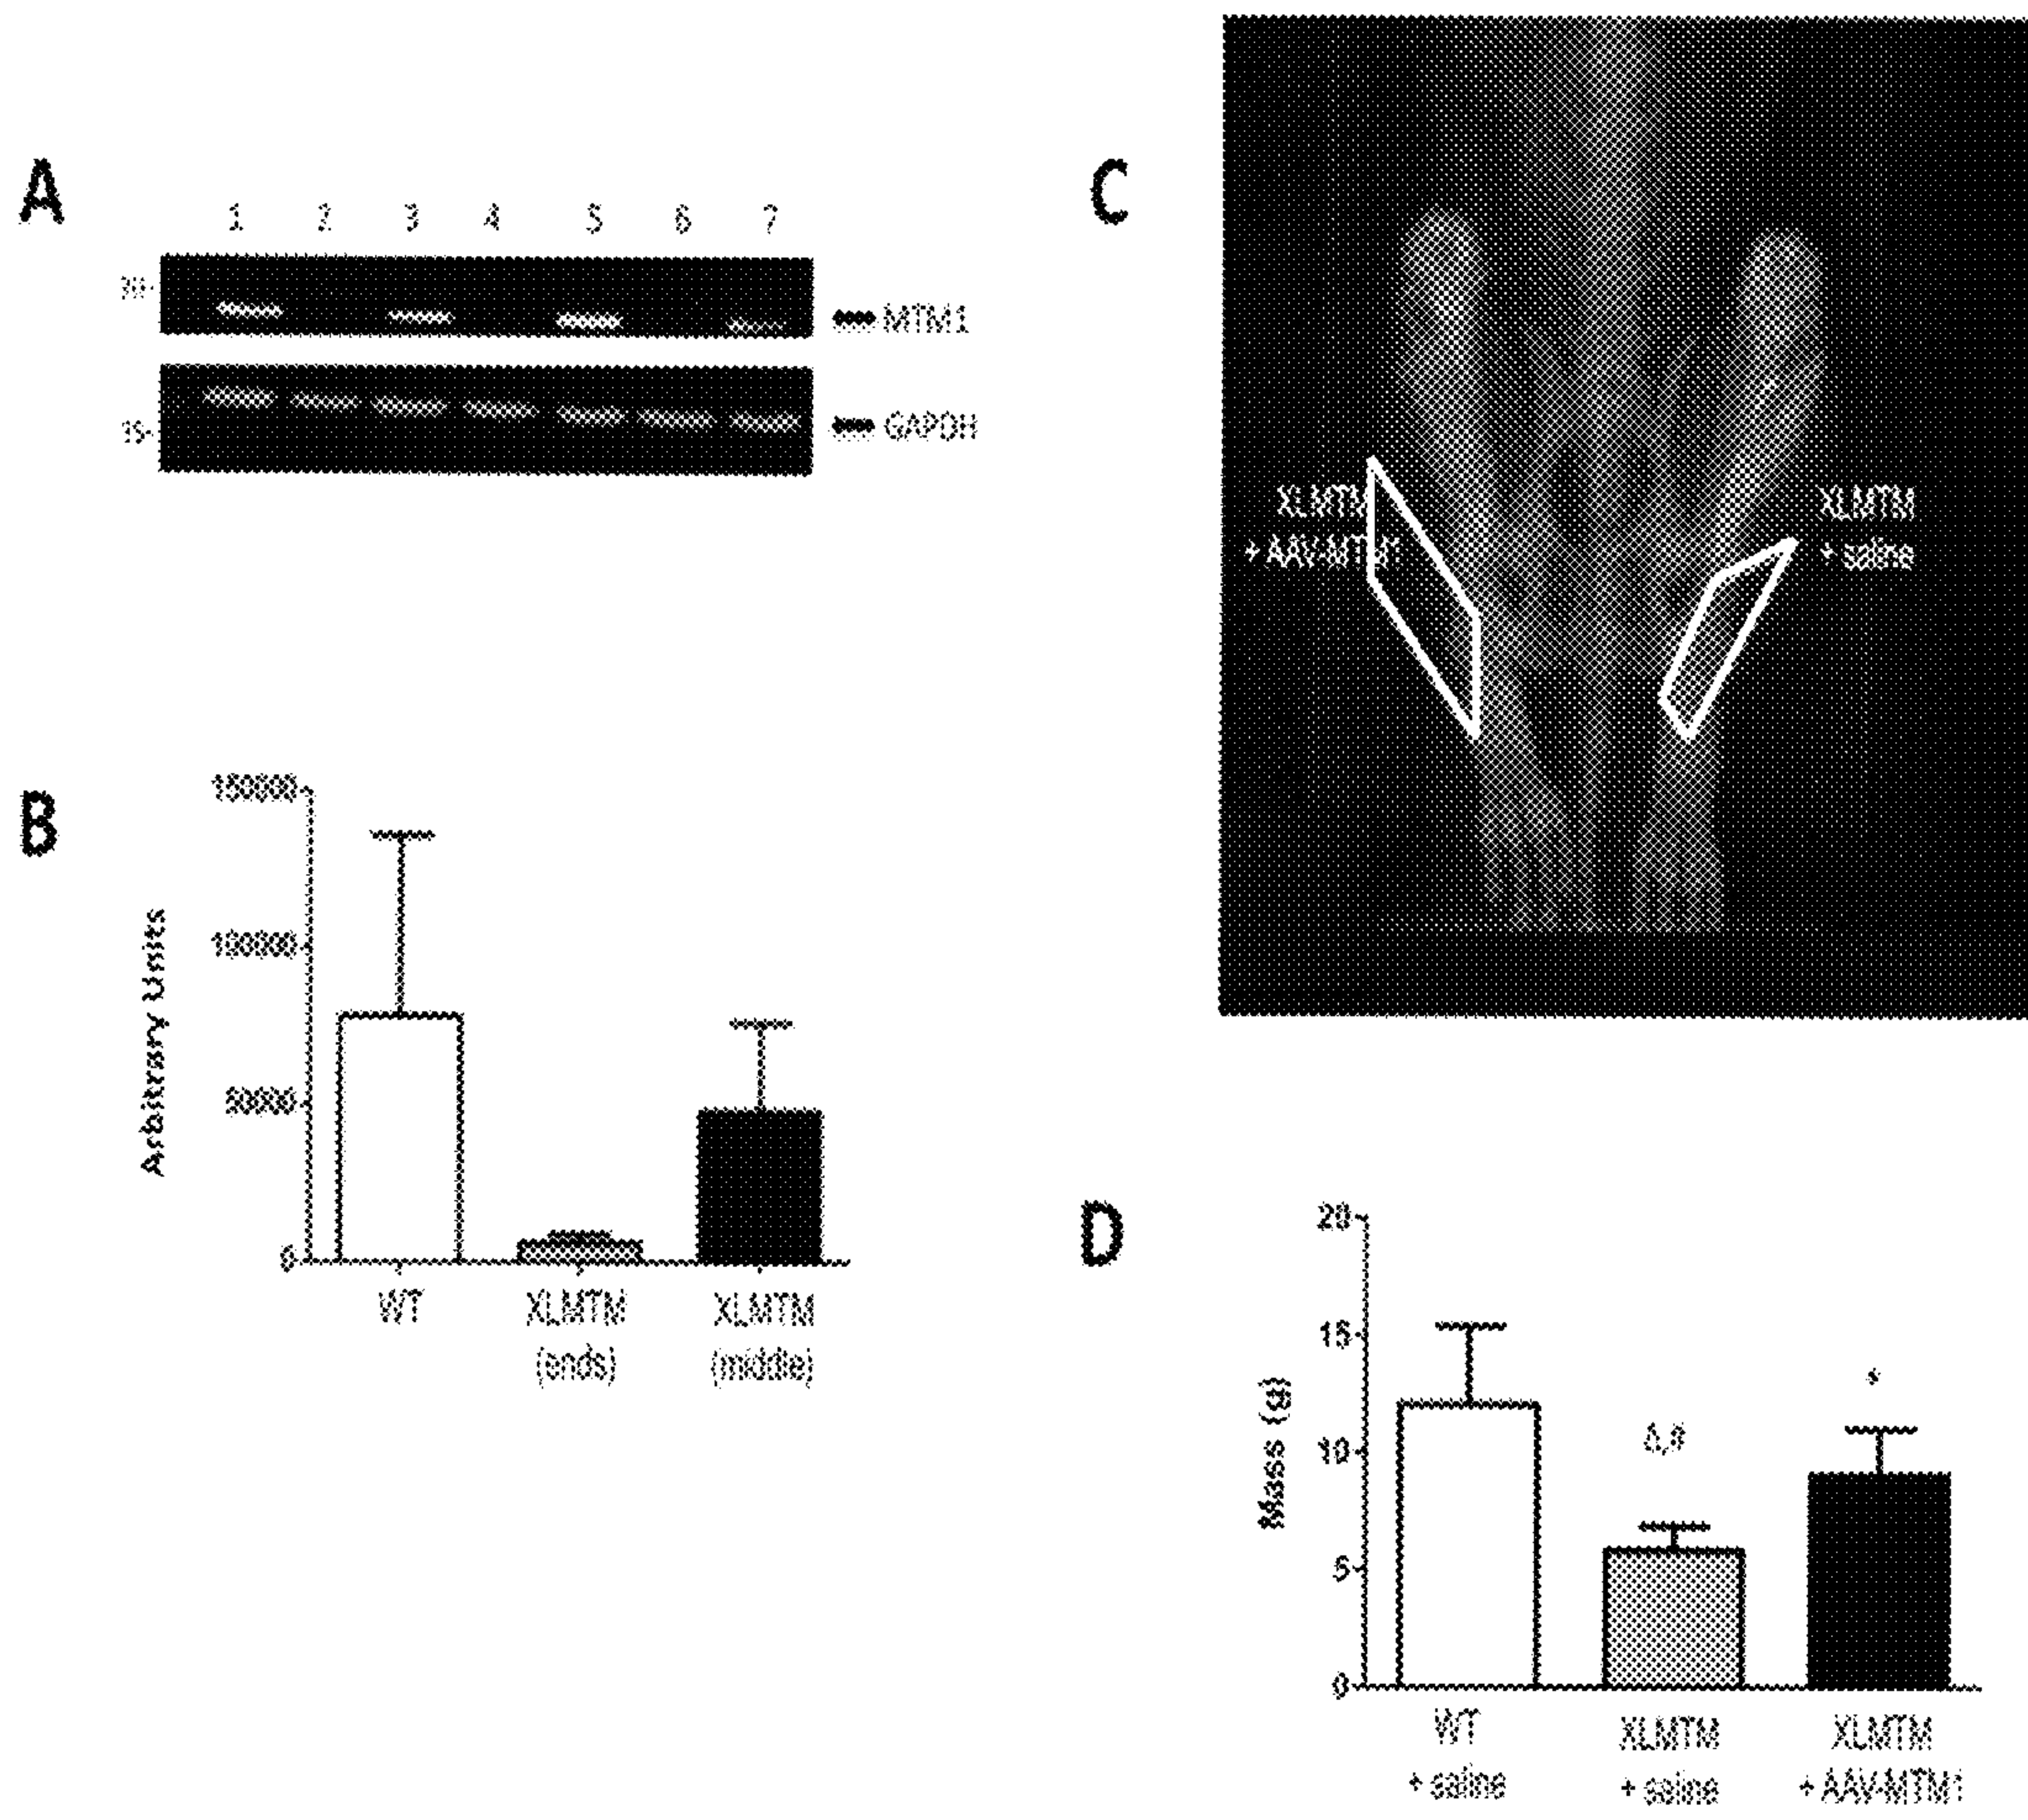 A
1 2 3 4 5 6 7
MTM1
GAPDH
35-
B
Arbitrary Units
150000
100000
50000
0
WT
XLMTM
(ends)
XLMTM
(middle)
C
XLMTM
+ AAV-MTM1
XLMTM
+ saline
D
Mass (g)
20
15
10
5
0
Δ,#
*
WT
+ saline
XLMTM
+ saline
XLMTM
+ AAV-MTM1